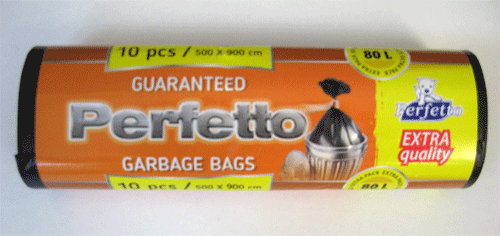 10 pcs / 500 X 900 cm
80 L
GUARANTEED
Perfetto
GARBAGE BAGS
Perfetto
EXTRA
quality
10 pcs / 500 X 900 cm
80 L